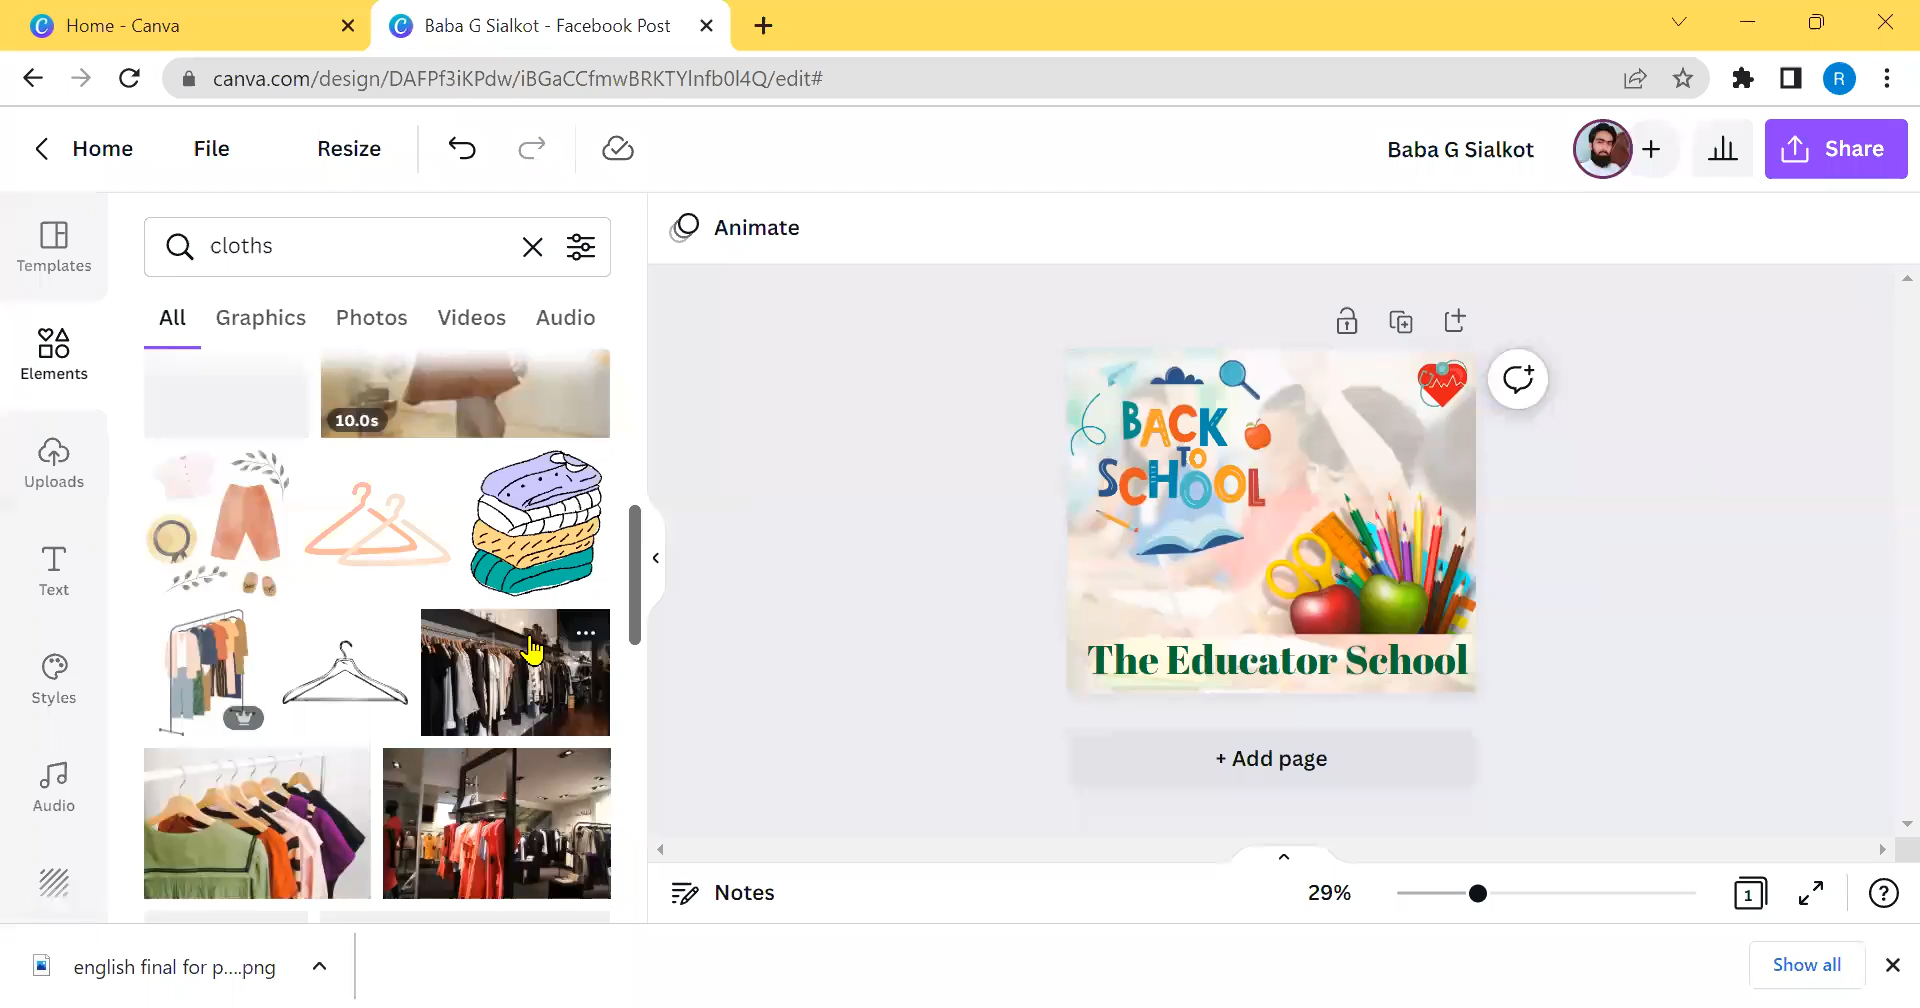 Home - Canva
Baba G Sialkot - Facebook Post
canva.com/design/DAFPf3iKPdw/iBGaCCfmwBRKTYInfb0l4Q/edit#
R
Home
File
Resize
Baba G Sialkot
Share
Templates
Elements
Uploads
Text
Styles
Audio
cloths
All
Graphics
Photos
Videos
Audio
10.0s
Animate
BACK
TO
SCHOOL
The Educator School
+ Add page
Notes
29%
1
english final for p....png
Show all